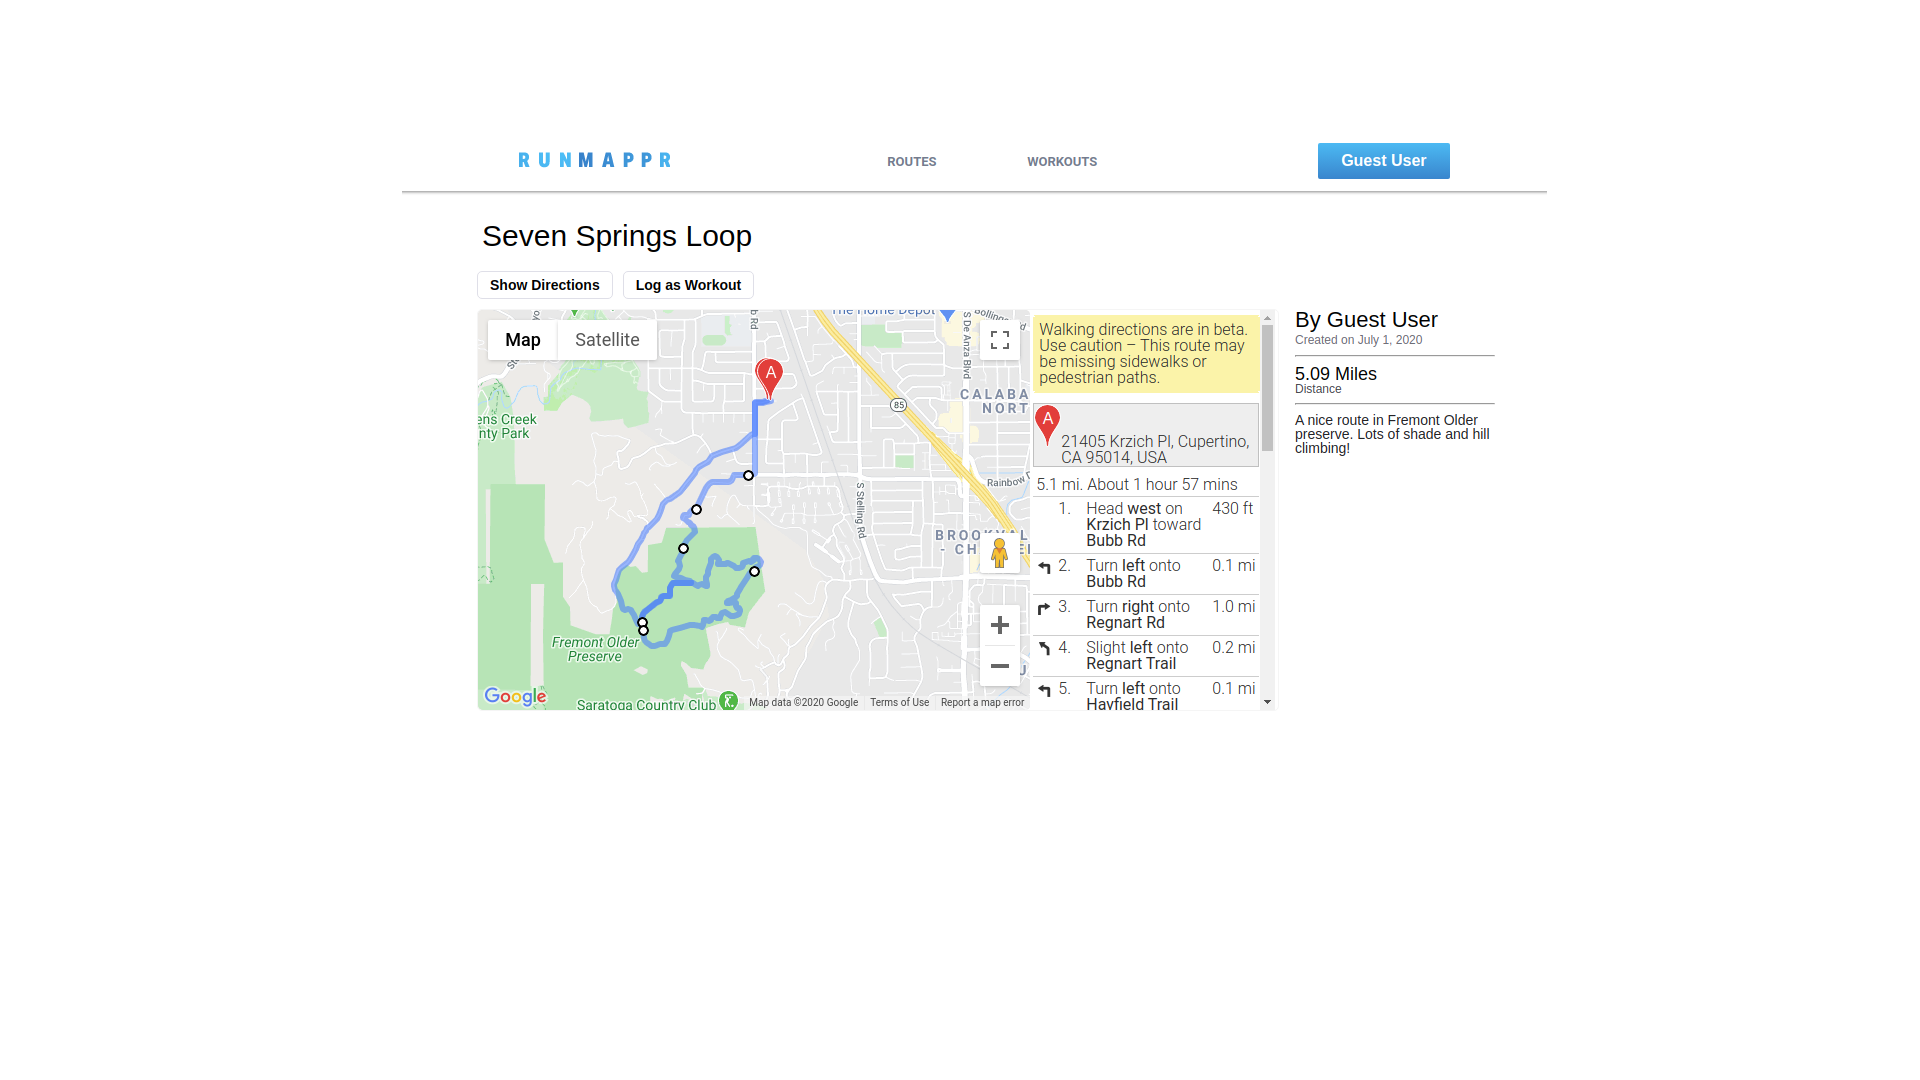 RUNMAPPR
ROUTES
WORKOUTS
Guest User
Seven Springs Loop
Show Directions
Log as Workout
Map
Satellite
The Home Depot
S De Anza Blvd
85
CALABA
NORT
ens Creek
nty Park
Rainbow
S Stelling Rd
BROOKVAL
- CH
Fremont Older
Preserve
Saratoga Country Club
Google
Map data ©2020 Google
Terms of Use
Report a map error
A
Walking directions are in beta.
Use caution – This route may
be missing sidewalks or
pedestrian paths.
A
21405 Krzich Pl, Cupertino,
CA 95014, USA
5.1 mi. About 1 hour 57 mins
1. Head west on 430 ft
Krzich Pl toward
Bubb Rd
2. Turn left onto 0.1 mi
Bubb Rd
3. Turn right onto 1.0 mi
Regnart Rd
4. Slight left onto 0.2 mi
Regnart Trail
5. Turn left onto 0.1 mi
Hayfield Trail
By Guest User
Created on July 1, 2020
5.09 Miles
Distance
A nice route in Fremont Older
preserve. Lots of shade and hill
climbing!